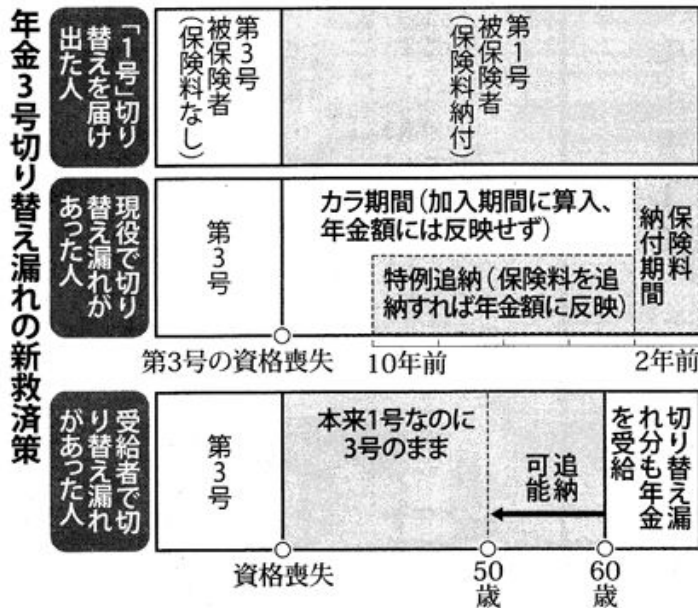 年金3号切り替え漏れの新救済策
「1号」切り
替えを届け
出た人
第3号
被保険者
(保険料なし)
第1号
被保険者
(保険料納付)
現役で切り
替え漏れが
あった人
第3号
カラ期間(加入期間に算入、
年金額には反映せず)
特例追納(保険料を追
納すれば年金額に反映)
保険料
納付期間
第3号の資格喪失
10年前
2年前
受給者で切
り替え漏れ
があった人
第3号
本来1号なのに
3号のまま
追納
可能
切り替え漏
れ分も年金
を受給
資格喪失
50
歳
60
歳